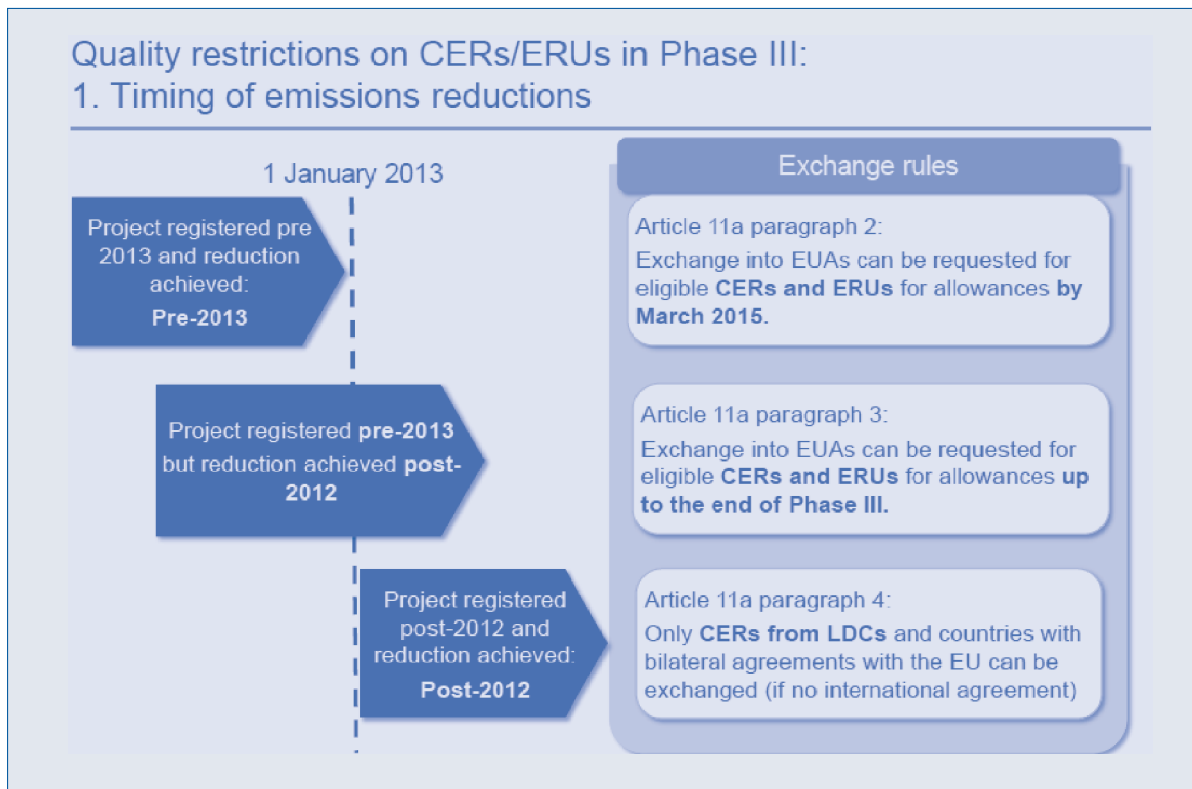 Quality restrictions on CERs/ERUs in Phase III:
1. Timing of emissions reductions
1 January 2013
Exchange rules
Project registered pre
2013 and reduction
achieved:
Pre-2013
Article 11a paragraph 2:
Exchange into EUAs can be requested for
eligible CERs and ERUs for allowances by
March 2015.
Project registered pre-2013
but reduction achieved post-
2012
Article 11a paragraph 3:
Exchange into EUAs can be requested for
eligible CERs and ERUs for allowances up
to the end of Phase III.
Project registered
post-2012 and
reduction achieved:
Post-2012
Article 11a paragraph 4:
Only CERs from LDCs and countries with
bilateral agreements with the EU can be
exchanged (if no international agreement)